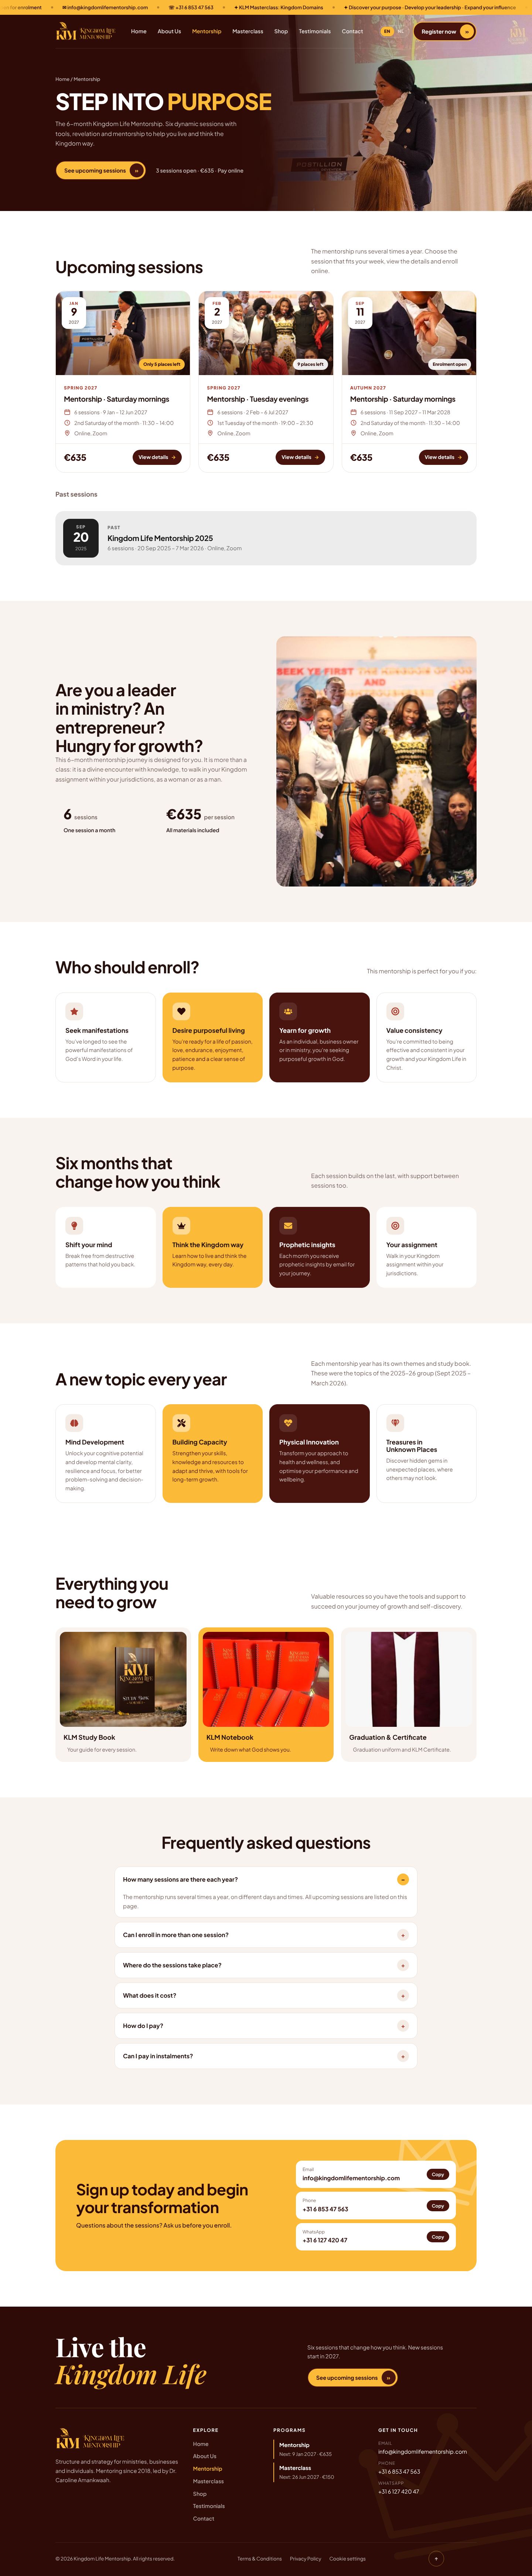 enrolment
info@kingdomlifementorship.com
+31 6 853 47 563
KLM Masterclass: Kingdom Domains
Discover your purpose · Develop your leadership · Expand your influence
KLM KINGDOM LIFE MENTORSHIP
Home
About Us
Mentorship
Masterclass
Shop
Testimonials
Contact
EN
NL
Register now
Home / Mentorship
STEP INTO PURPOSE
The 6-month Kingdom Life Mentorship. Six dynamic sessions with
tools, revelation and mentorship to help you live and think the
Kingdom way.
See upcoming sessions
3 sessions open · €635 · Pay online
POSTILLION
Upcoming sessions
The mentorship runs several times a year. Choose the
session that fits your week, view the details and enroll
online.
JAN
9
2027
Only 5 places left
SPRING 2027
Mentorship · Saturday mornings
6 sessions · 9 Jan – 12 Jun 2027
2nd Saturday of the month · 11:30 – 14:00
Online, Zoom
€635
View details →
FEB
2
2027
9 places left
SPRING 2027
Mentorship · Tuesday evenings
6 sessions · 2 Feb – 6 Jul 2027
1st Tuesday of the month · 19:00 – 21:30
Online, Zoom
€635
View details →
SEP
11
2027
Enrolment open
AUTUMN 2027
Mentorship · Saturday mornings
6 sessions · 11 Sep 2027 – 11 Mar 2028
2nd Saturday of the month · 11:30 – 14:00
Online, Zoom
€635
View details →
Past sessions
SEP
20
2025
PAST
Kingdom Life Mentorship 2025
6 sessions · 20 Sep 2025 – 7 Mar 2026 · Online, Zoom
Are you a leader
in ministry? An
entrepreneur?
Hungry for growth?
This 6-month mentorship journey is designed for you. It is more than a
class: it is a divine encounter with knowledge, to walk in your Kingdom
assignment within your jurisdictions, as a woman or as a man.
6 sessions
One session a month
€635 per session
All materials included
SEEK YE FIRST THE KINGDOM OF GOD
Who should enroll?
This mentorship is perfect for you if you:
Seek manifestations
You've longed to see the
powerful manifestations of
God's Word in your life.
Desire purposeful living
You're ready for a life of passion,
love, endurance, enjoyment,
patience and a clear sense of
purpose.
Yearn for growth
As an individual, business owner
or in ministry, you're seeking
purposeful growth in God.
Value consistency
You're committed to being
effective and consistent in your
growth and your Kingdom Life in
Christ.
Six months that
change how you think
Each session builds on the last, with support between
sessions too.
Shift your mind
Break free from destructive
patterns that hold you back.
Think the Kingdom way
Learn how to live and think the
Kingdom way, every day.
Prophetic insights
Each month you receive
prophetic insights by email for
your journey.
Your assignment
Walk in your Kingdom
assignment within your
jurisdictions.
A new topic every year
Each mentorship year has its own themes and study book.
These were the topics of the 2025–26 group (Sept 2025 –
March 2026).
Mind Development
Unlock your cognitive potential
and develop mental clarity,
resilience and focus, for better
problem-solving and decision-
making.
Building Capacity
Strengthen your skills,
knowledge and resources to
adapt and thrive, with tools for
long-term growth.
Physical Innovation
Transform your approach to
health and wellness, and
optimise your performance and
wellbeing.
Treasures in
Unknown Places
Discover hidden gems in
unexpected places, where
others may not look.
Everything you
need to grow
Valuable resources so you have the tools and support to
succeed on your journey of growth and self-discovery.
KLM
KINGDOM LIFE
STUDY BOOK
KLM Study Book
Your guide for every session.
KLM Notebook
Write down what God shows you.
Graduation & Certificate
Graduation uniform and KLM Certificate.
Frequently asked questions
How many sessions are there each year?
The mentorship runs several times a year, on different days and times. All upcoming sessions are listed on this
page.
Can I enroll in more than one session?
Where do the sessions take place?
What does it cost?
How do I pay?
Can I pay in instalments?
Sign up today and begin
your transformation
Questions about the sessions? Ask us before you enroll.
Email
info@kingdomlifementorship.com
Copy
Phone
+31 6 853 47 563
Copy
WhatsApp
+31 6 127 420 47
Copy
Live the
Kingdom Life
Six sessions that change how you think. New sessions
start in 2027.
See upcoming sessions
KLM KINGDOM LIFE MENTORSHIP
Structure and strategy for ministries, businesses
and individuals. Mentoring since 2018, led by Dr.
Caroline Amankwaah.
EXPLORE
Home
About Us
Mentorship
Masterclass
Shop
Testimonials
Contact
PROGRAMS
Mentorship
Next: 9 Jan 2027 · €635
Masterclass
Next: 26 Jun 2027 · €150
GET IN TOUCH
EMAIL
info@kingdomlifementorship.com
PHONE
+31 6 853 47 563
WHATSAPP
+31 6 127 420 47
© 2026 Kingdom Life Mentorship. All rights reserved.
Terms & Conditions
Privacy Policy
Cookie settings